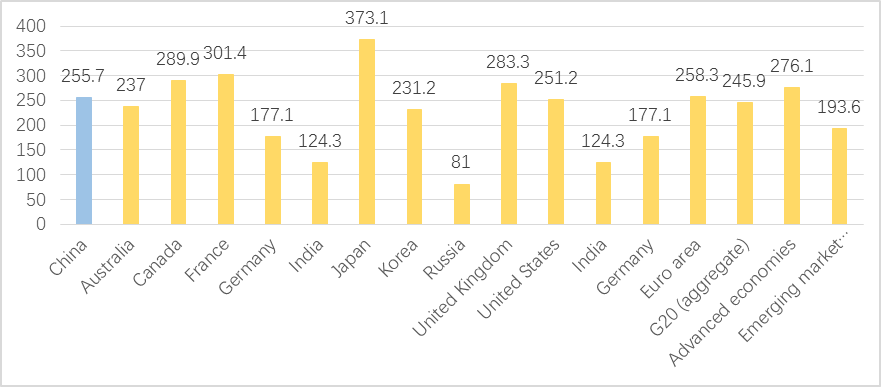 400
350
300
250
200
150
100
50
0
255.7
237
289.9
301.4
177.1
124.3
373.1
231.2
81
283.3
251.2
124.3
177.1
258.3
245.9
276.1
193.6
China
Australia
Canada
France
Germany
India
Japan
Korea
Russia
United Kingdom
United States
India
Germany
Euro area
G20 (aggregate)
Advanced economies
Emerging market…